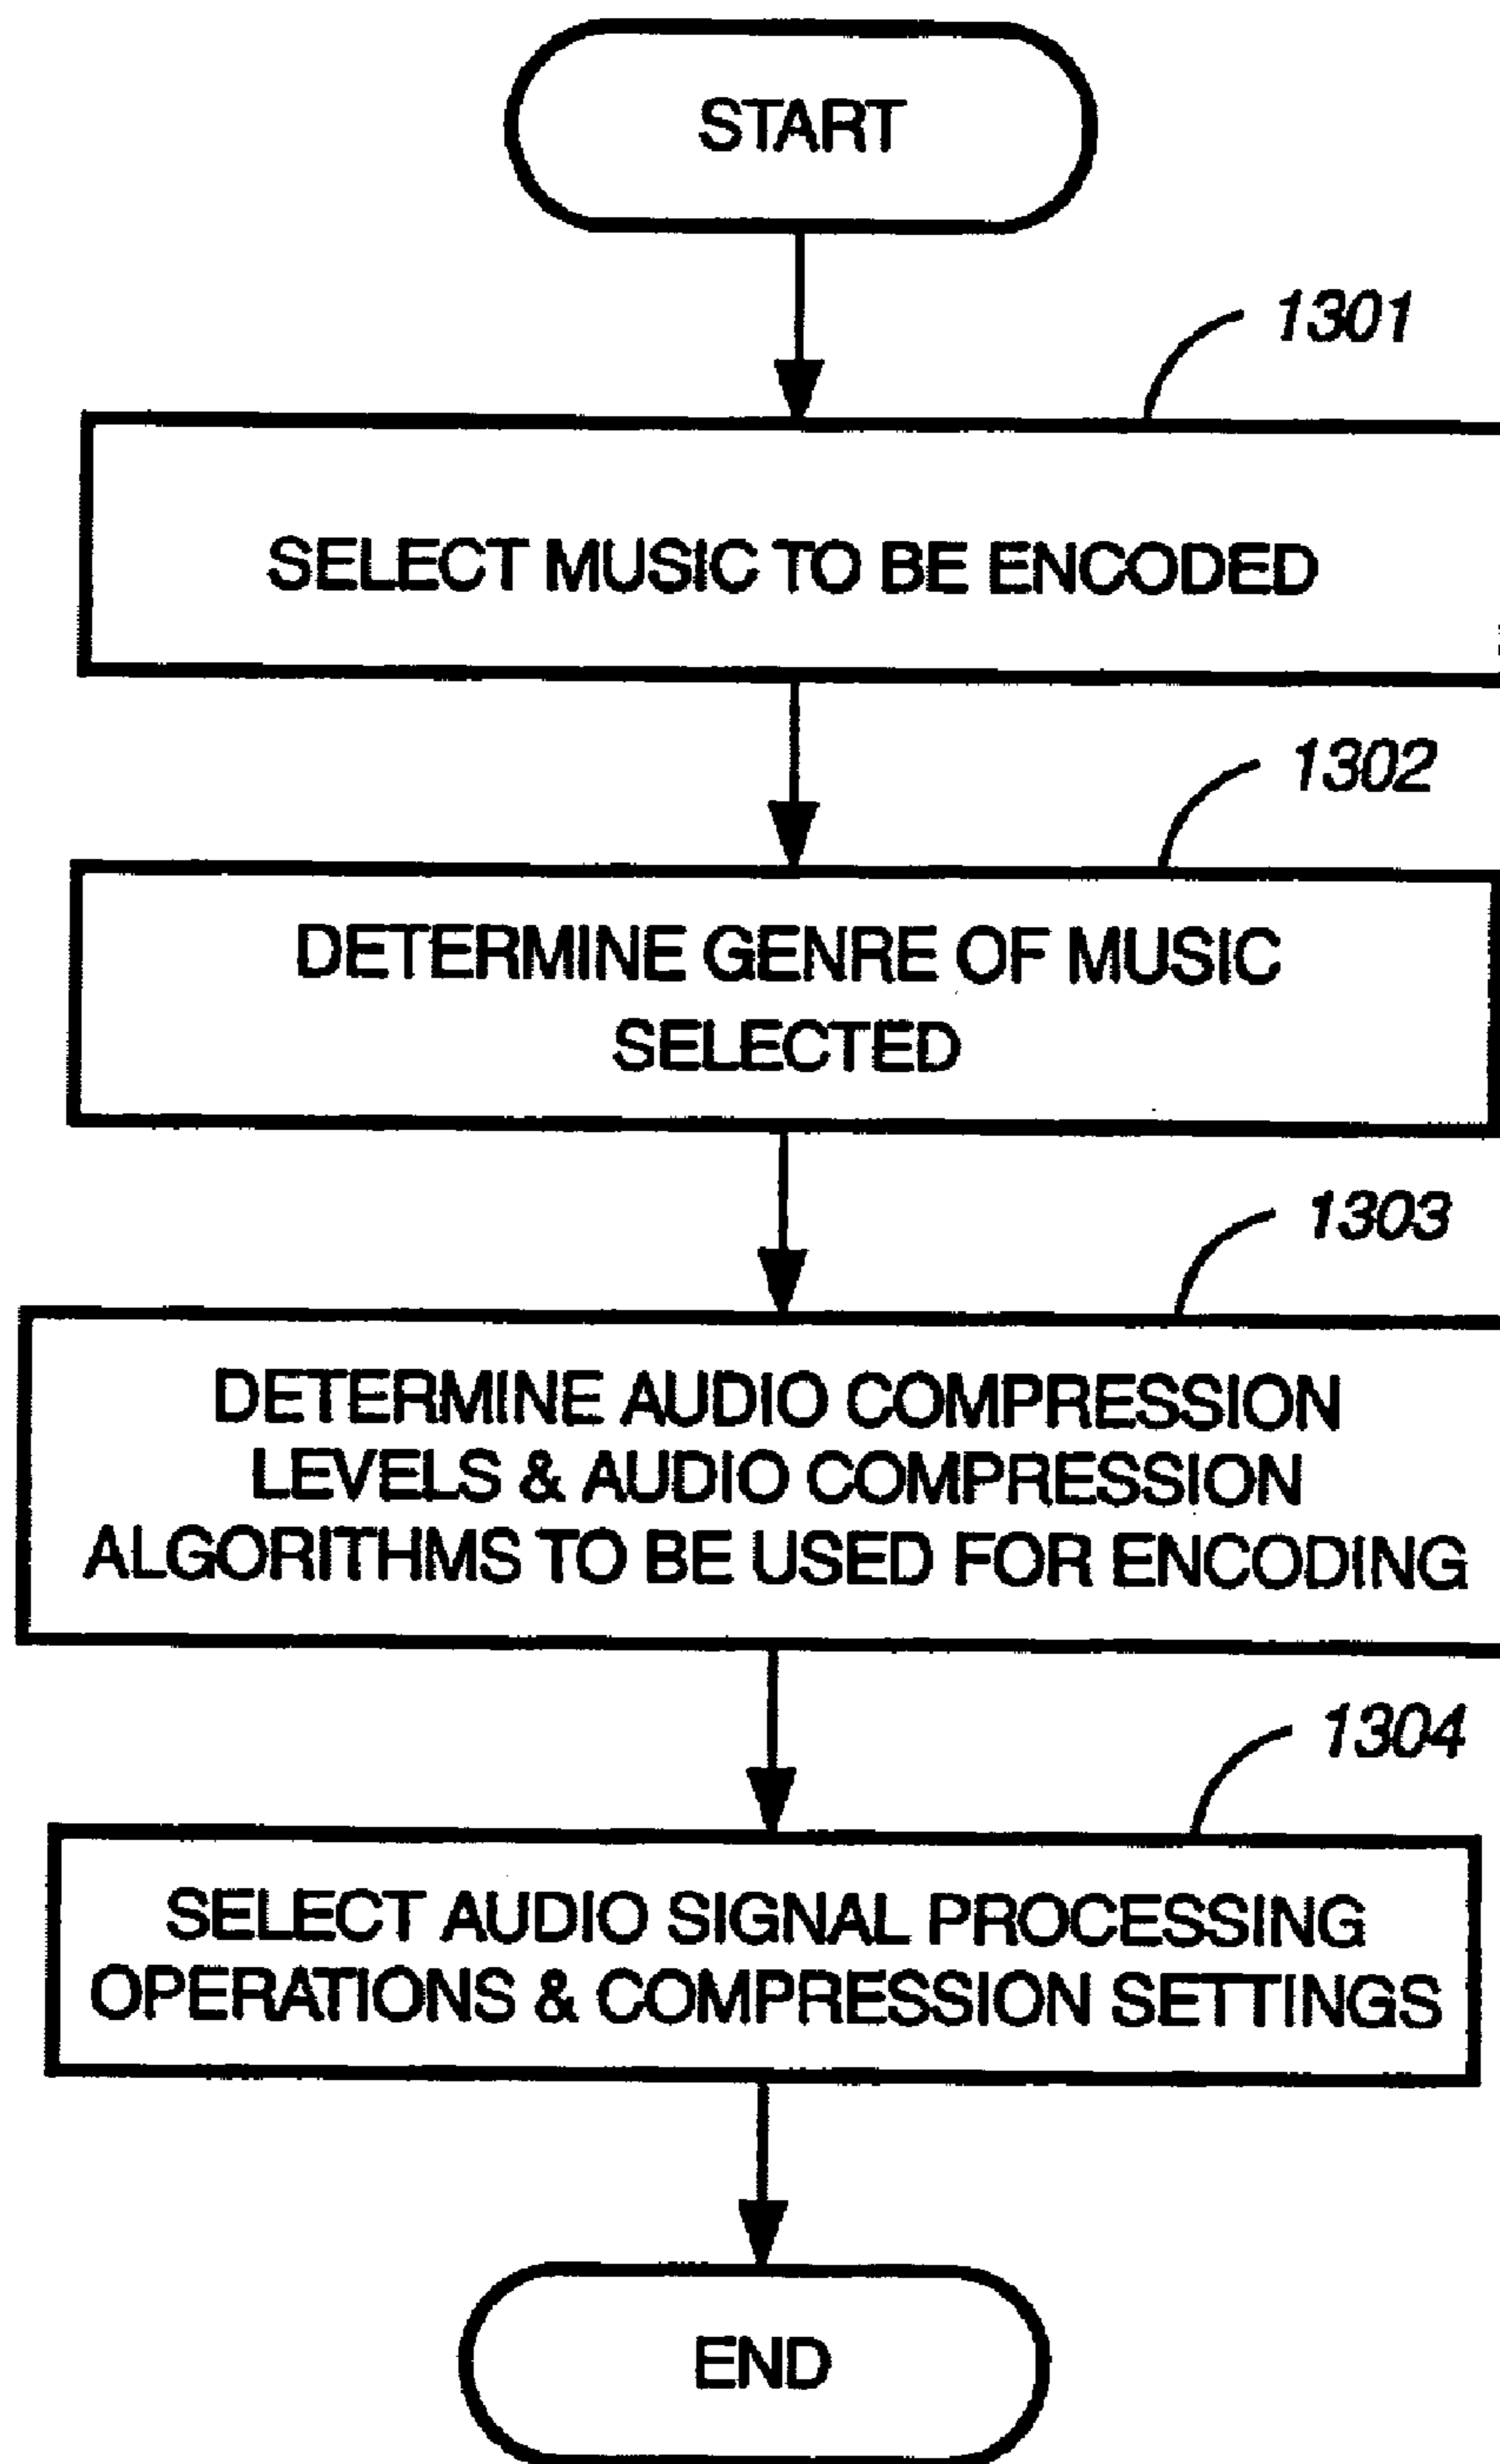 START
1301
SELECT MUSIC TO BE ENCODED
1302
DETERMINE GENRE OF MUSIC
SELECTED
1303
DETERMINE AUDIO COMPRESSION
LEVELS & AUDIO COMPRESSION
ALGORITHMS TO BE USED FOR ENCODING
1304
SELECT AUDIO SIGNAL PROCESSING
OPERATIONS & COMPRESSION SETTINGS
END